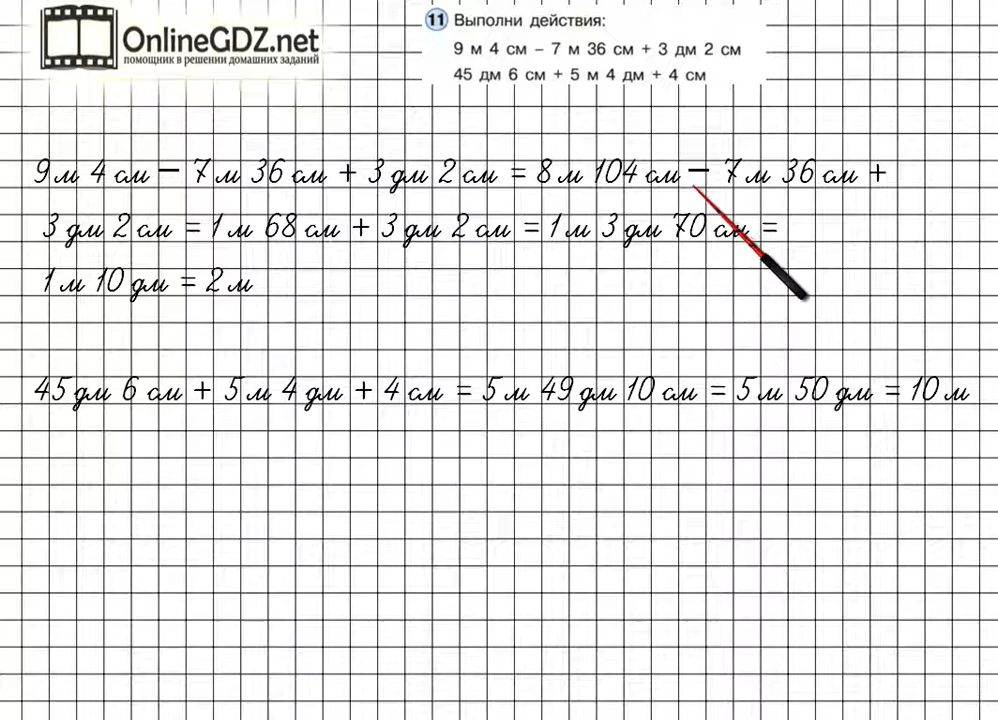 OnlineGDZ.net
помощник в решении домашних заданий
11 Выполни действия:
9 м 4 см – 7 м 36 см + 3 дм 2 см
45 дм 6 см + 5 м 4 дм + 4 см
9 м 4 см – 7 м 36 см + 3 дм 2 см = 8 м 104 см – 7 м 36 см +
3 дм 2 см = 1 м 68 см + 3 дм 2 см = 1 м 3 дм 70 см =
1 м 10 дм = 2 м
45 дм 6 см + 5 м 4 дм + 4 см = 5 м 49 дм 10 см = 5 м 50 дм = 10 м